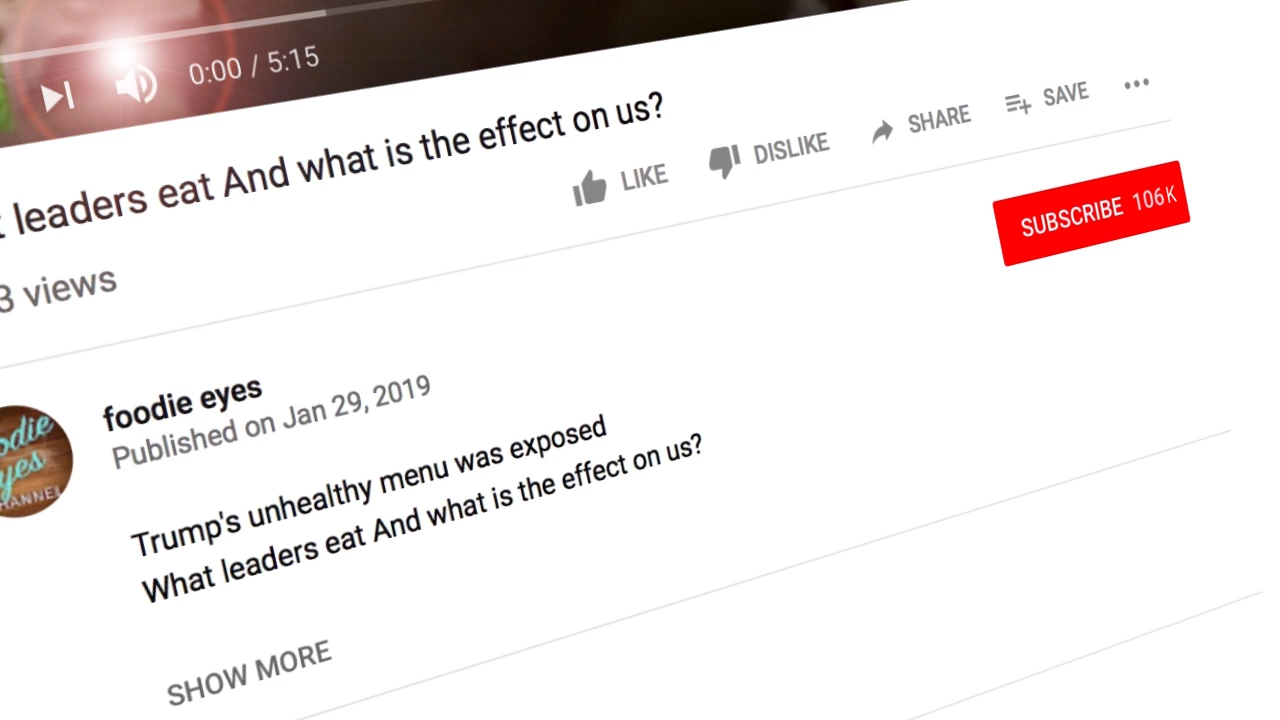 0:00 / 5:15
leaders eat And what is the effect on us?
LIKE DISLIKE SHARE SAVE
3 views
SUBSCRIBE 106K
foodie eyes
Published on Jan 29, 2019
Trump's unhealthy menu was exposed
What leaders eat And what is the effect on us?
SHOW MORE